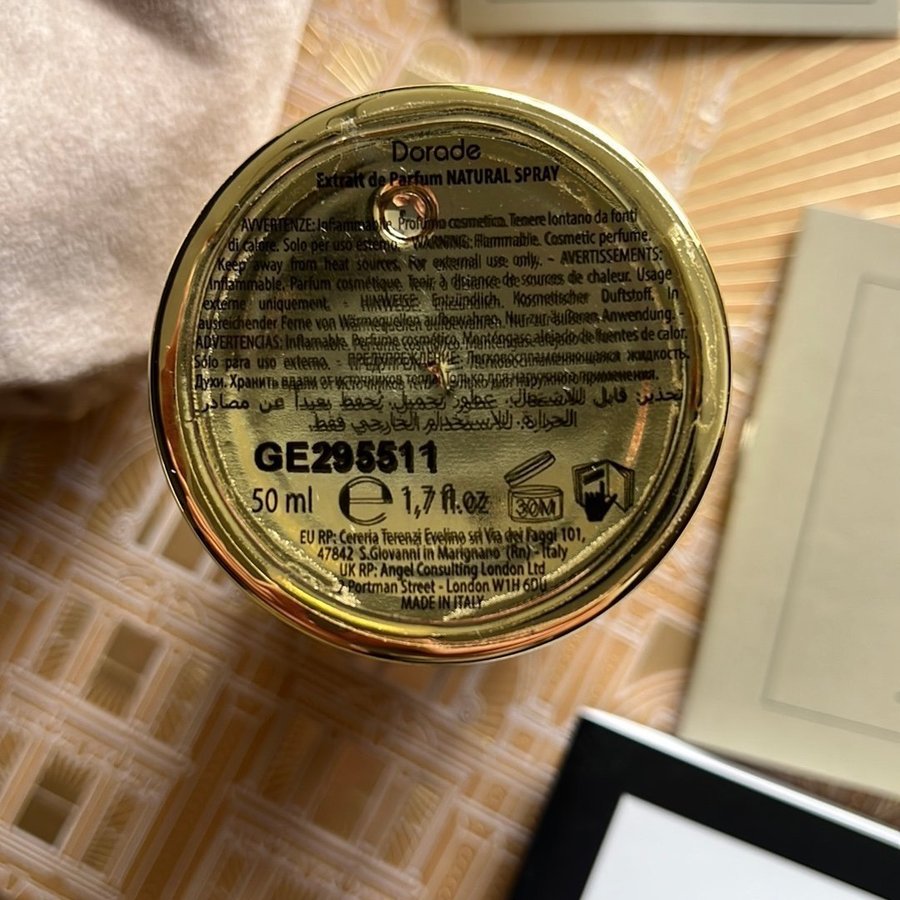 Dorade
Extrait de Parfum NATURAL SPRAY
AVVERTENZE: Inflammabile. Profumo cosmetico. Tenere lontano da fonti
di calore. Solo per uso esterno. - WARNING: Flammable. Cosmetic perfume.
Keep away from heat sources. For external use only. - AVERTISSEMENTS:
Inflammable. Parfum cosmétique. Tenir à distance de sources de chaleur. Usage
externe uniquement. - HINWEISE: Entzündlich. Kosmetischer Duftstoff. In
ausreichender Ferne von Wärmequellen aufbewahren. Nur zur äußeren Anwendung. -
ADVERTENCIAS: Inflamable. Perfume cosmético. Manténgase alejado de fuentes de calor.
Sólo para uso externo. - ПРЕДУПРЕЖДЕНИЕ: Легковоспламеняющаяся жидкость.
Духи. Хранить вдали от источников тепла. Только для наружного применения.
تحذير: قابل للاشتعال. عطور تجميل. يُحفظ بعيداً عن مصادر
الحرارة. للاستخدام الخارجي فقط.
GE295511
50 ml e 1,7 fl.oz 30M
EU RP: Cereria Terenzi Evelino srl Via dei Faggi 101,
47842 S.Giovanni in Marignano (Rn) - Italy
UK RP: Angel Consulting London Ltd
2 Portman Street - London W1H 6DU
MADE IN ITALY